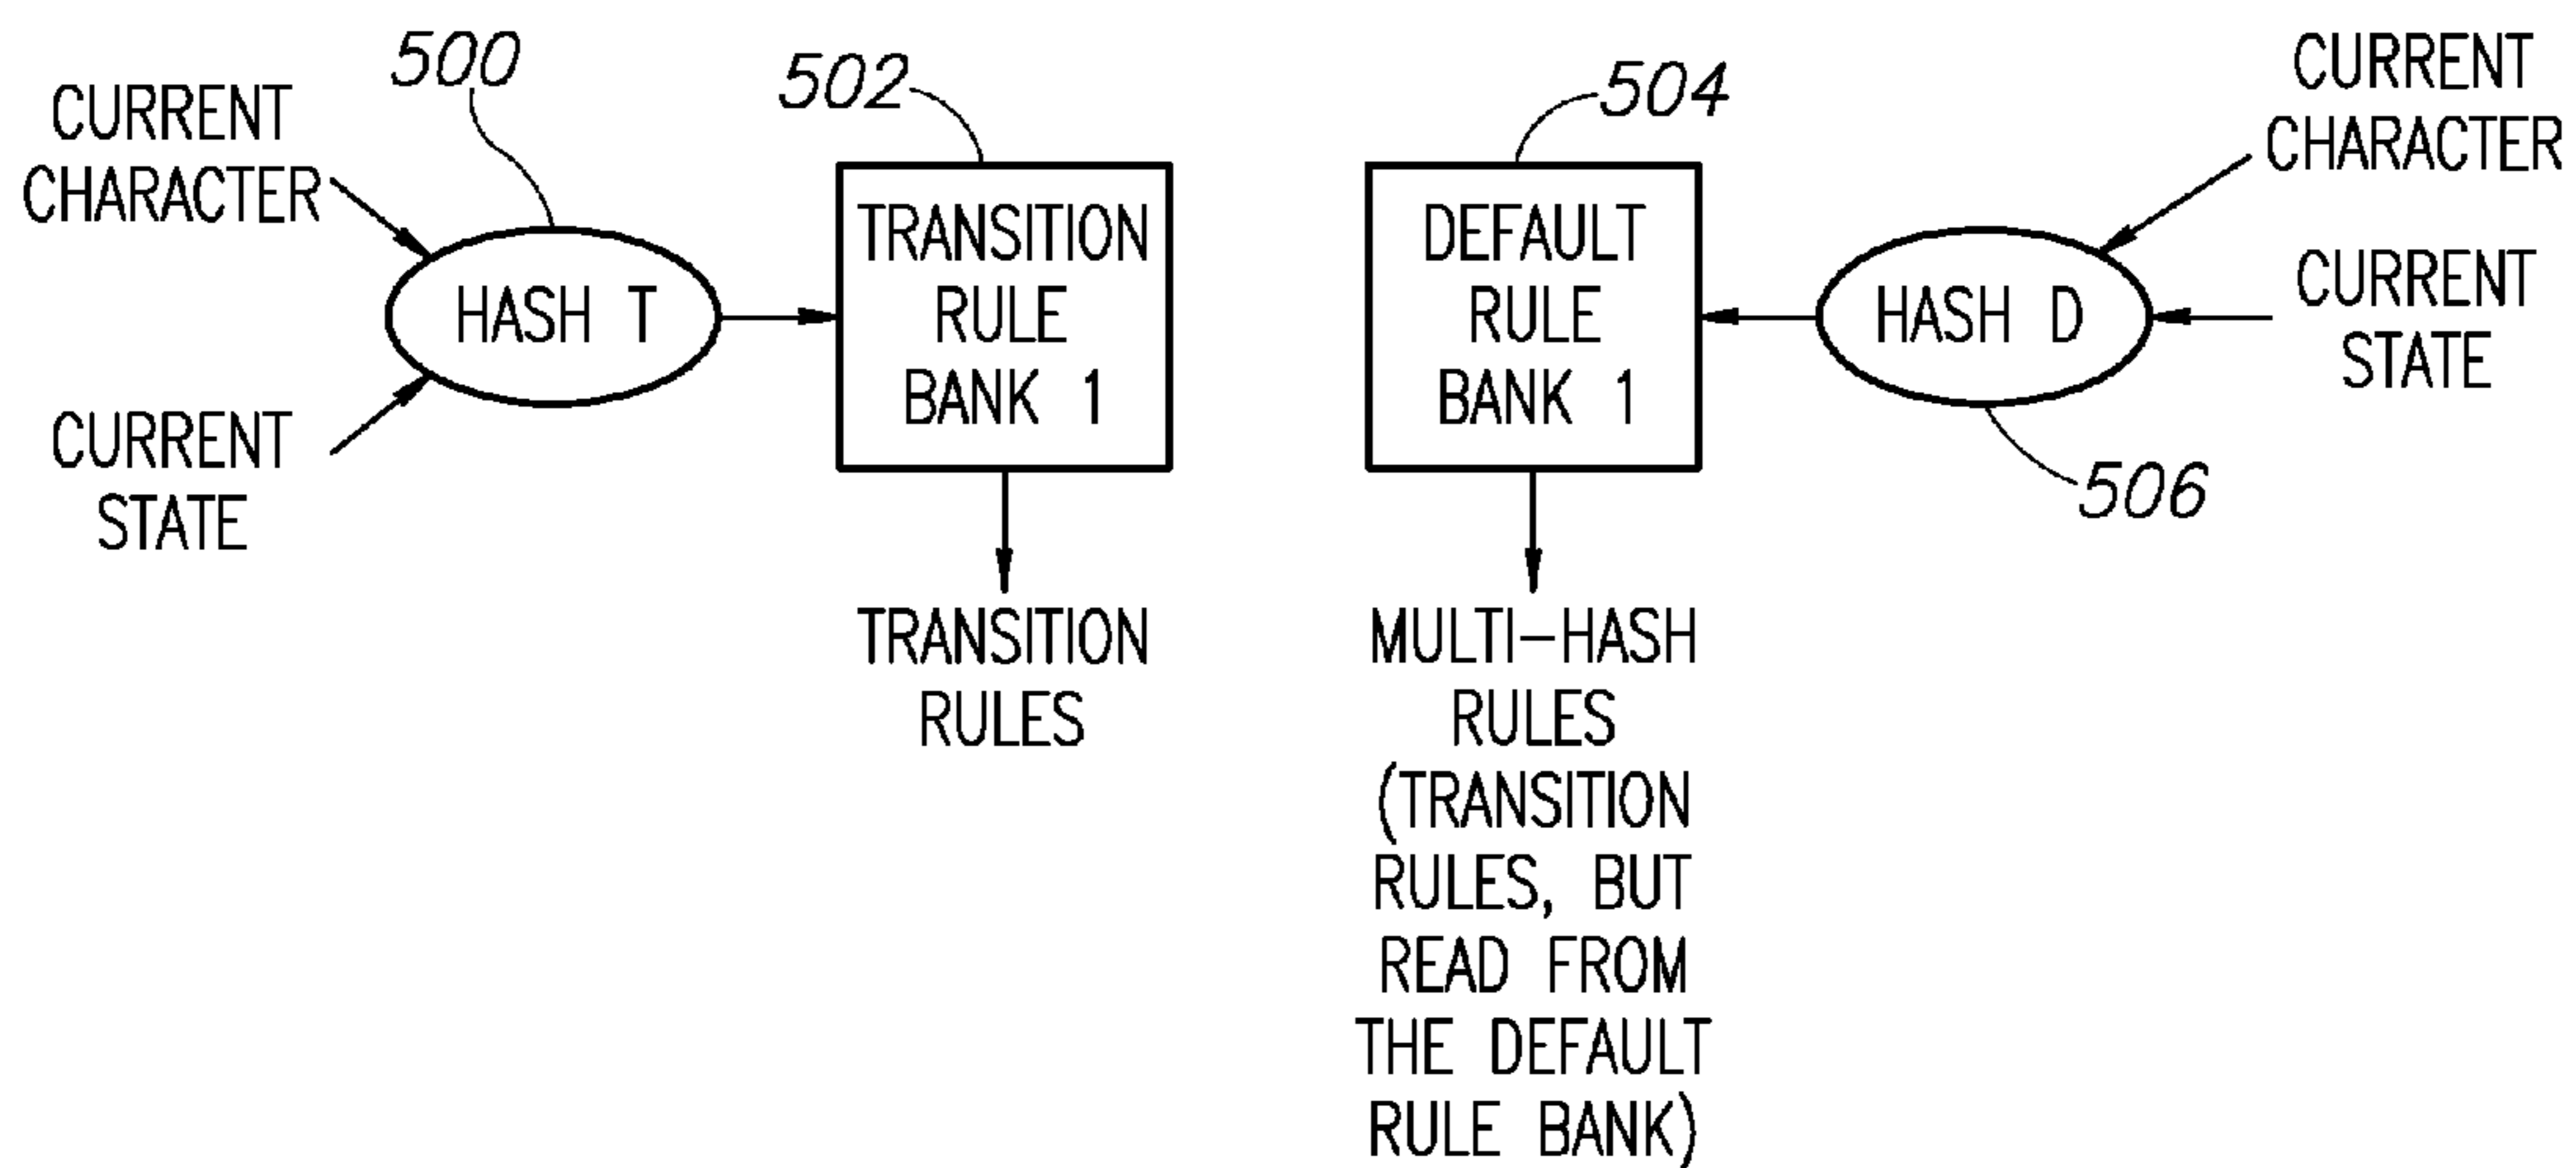 500
CURRENT
CHARACTER
HASH T
CURRENT
STATE
502
TRANSITION
RULE
BANK 1
TRANSITION
RULES
504
DEFAULT
RULE
BANK 1
MULTI-HASH
RULES
(TRANSITION
RULES, BUT
READ FROM
THE DEFAULT
RULE BANK)
CURRENT
CHARACTER
HASH D
CURRENT
STATE
506